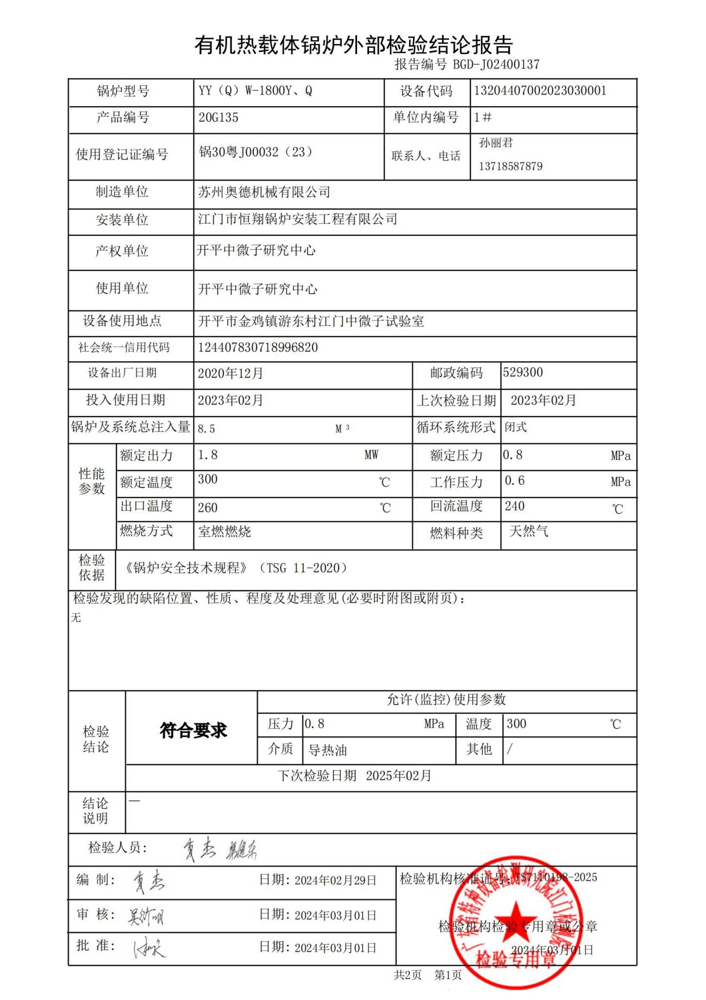 有机热载体锅炉外部检验结论报告
报告编号 BGD-J02400137
锅炉型号 YY（Q）W-1800Y、Q 设备代码 13204407002023030001
产品编号 20G135 单位内编号 1#
使用登记证编号 锅30粤J00032（23） 联系人、电话 孙丽君
13718587879
制造单位 苏州奥德机械有限公司
安装单位 江门市恒翔锅炉安装工程有限公司
产权单位 开平中微子研究中心
使用单位 开平中微子研究中心
设备使用地点 开平市金鸡镇游东村江门中微子试验室
社会统一信用代码 124407830718996820
设备出厂日期 2020年12月 邮政编码 529300
投入使用日期 2023年02月 上次检验日期 2023年02月
锅炉及系统总注入量 8.5 M³ 循环系统形式 闭式
性能
参数
额定出力 1.8 MW 额定压力 0.8 MPa
额定温度 300 ℃ 工作压力 0.6 MPa
出口温度 260 ℃ 回流温度 240 ℃
燃烧方式 室燃燃烧 燃料种类 天然气
检验
依据
《锅炉安全技术规程》（TSG 11-2020）
检验发现的缺陷位置、性质、程度及处理意见(必要时附图或附页):
无
检验
结论
符合要求
允许(监控)使用参数
压力 0.8 MPa 温度 300 ℃
介质 导热油 其他 /
下次检验日期 2025年02月
结论
说明
—
检验人员:
编 制: 日期: 2024年02月29日
审 核: 日期: 2024年03月01日
批 准: 日期: 2024年03月01日
检验机构核准证号: TS7110198-2025
检验机构检验专用章或公章
2024年03月01日
广东省特种设备检测研究院江门检测院
检验专用章
共2页 第1页